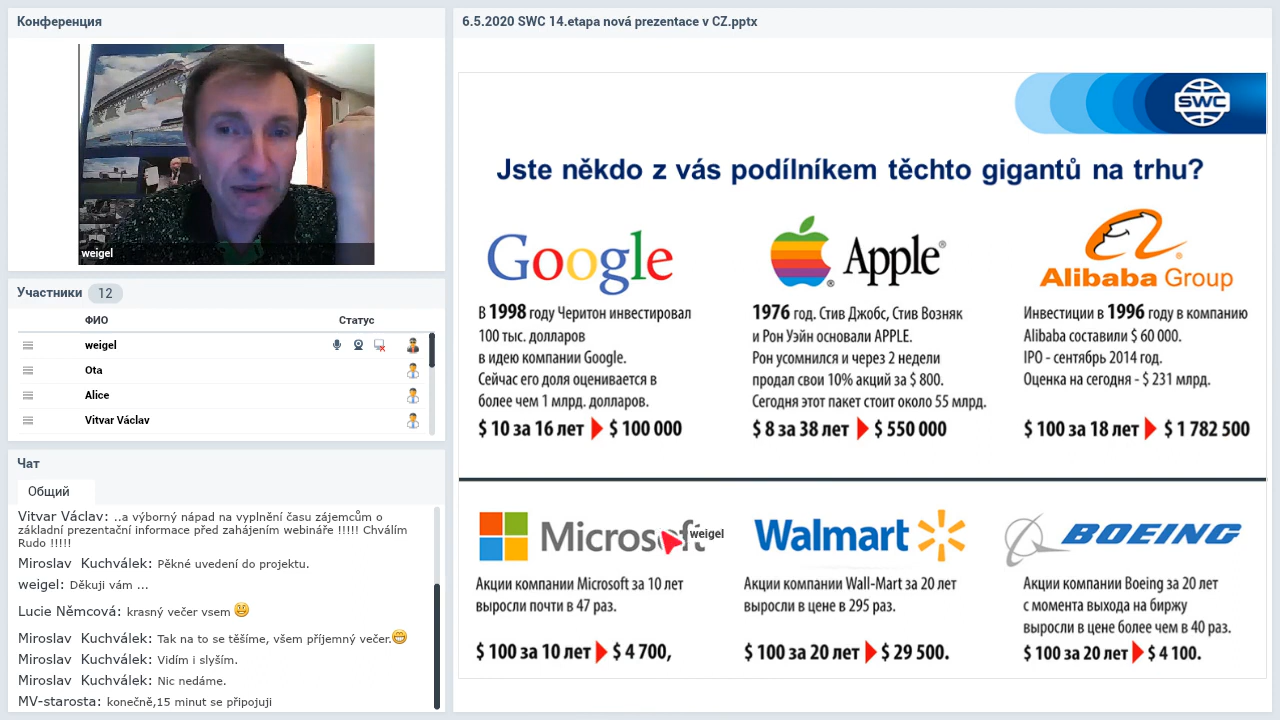 Конференция
weigel
Участники 12
ФИО Статус
weigel
Ota
Alice
Vitvar Václav
Чат
Общий
Vitvar Václav: ..a výborný nápad na vyplnění času zájemcům o
základní prezentační informace před zahájením webináře !!!!! Chválím
Rudo !!!!!
Miroslav Kuchválek: Pěkné uvedení do projektu.
weigel: Děkuji vám ...
Lucie Němcová: krasný večer vsem
Miroslav Kuchválek: Tak na to se těšíme, všem příjemný večer.
Miroslav Kuchválek: Vidím i slyším.
Miroslav Kuchválek: Nic nedáme.
MV-starosta: konečně,15 minut se připojuji
6.5.2020 SWC 14.etapa nová prezentace v CZ.pptx
SWC
Jste někdo z vás podílníkem těchto gigantů na trhu?
Google
В 1998 году Черитон инвестировал
100 тыс. долларов
в идею компании Google.
Сейчас его доля оценивается в
более чем 1 млрд. долларов.
$ 10 за 16 лет $ 100 000
Apple®
1976 год. Стив Джобс, Стив Возняк
и Рон Уэйн основали APPLE.
Рон усомнился и через 2 недели
продал свои 10% акций за $ 800.
Сегодня этот пакет стоит около 55 млрд.
$ 8 за 38 лет $ 550 000
Alibaba Group
Инвестиции в 1996 году в компанию
Alibaba составили $ 60 000.
IPO - сентябрь 2014 год.
Оценка на сегодня - $ 231 млрд.
$ 100 за 18 лет $ 1 782 500
Microsoft
weigel
Акции компании Microsoft за 10 лет
выросли почти в 47 раз.
$ 100 за 10 лет $ 4 700,
Walmart
Акции компании Wall-Mart за 20 лет
выросли в цене в 295 раз.
$ 100 за 20 лет $ 29 500.
BOEING
Акции компании Boeing за 20 лет
с момента выхода на биржу
выросли в цене более чем в 40 раз.
$ 100 за 20 лет $ 4 100.